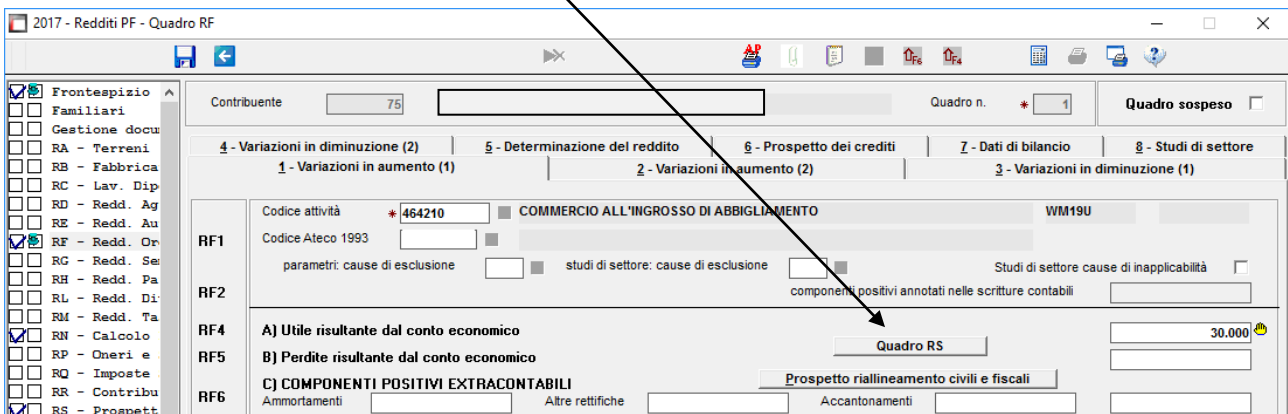 2017 - Redditi PF - Quadro RF
AP
F6
F4
Frontespizio
Familiari
Gestione docu
RA - Terreni
RB - Fabbrica
RC - Lav. Dip
RD - Redd. Ag
RE - Redd. Au
RF - Redd. Or
RG - Redd. Se
RH - Redd. Pa
RL - Redd. Di
RM - Redd. Ta
RN - Calcolo
RP - Oneri e
RQ - Imposte
RR - Contribu
RS - Prospett
Contribuente 75 Quadro n. * 1 Quadro sospeso
4 - Variazioni in diminuzione (2) 5 - Determinazione del reddito 6 - Prospetto dei crediti 7 - Dati di bilancio 8 - Studi di settore
1 - Variazioni in aumento (1) 2 - Variazioni in aumento (2) 3 - Variazioni in diminuzione (1)
Codice attività * 464210 COMMERCIO ALL'INGROSSO DI ABBIGLIAMENTO WM19U
RF1 Codice Ateco 1993
parametri: cause di esclusione studi di settore: cause di esclusione Studi di settore cause di inapplicabilità
RF2 componenti positivi annotati nelle scritture contabili
RF4 A) Utile risultante dal conto economico 30.000
Quadro RS
RF5 B) Perdite risultante dal conto economico
C) COMPONENTI POSITIVI EXTRACONTABILI Prospetto riallineamento civili e fiscali
RF6 Ammortamenti Altre rettifiche Accantonamenti